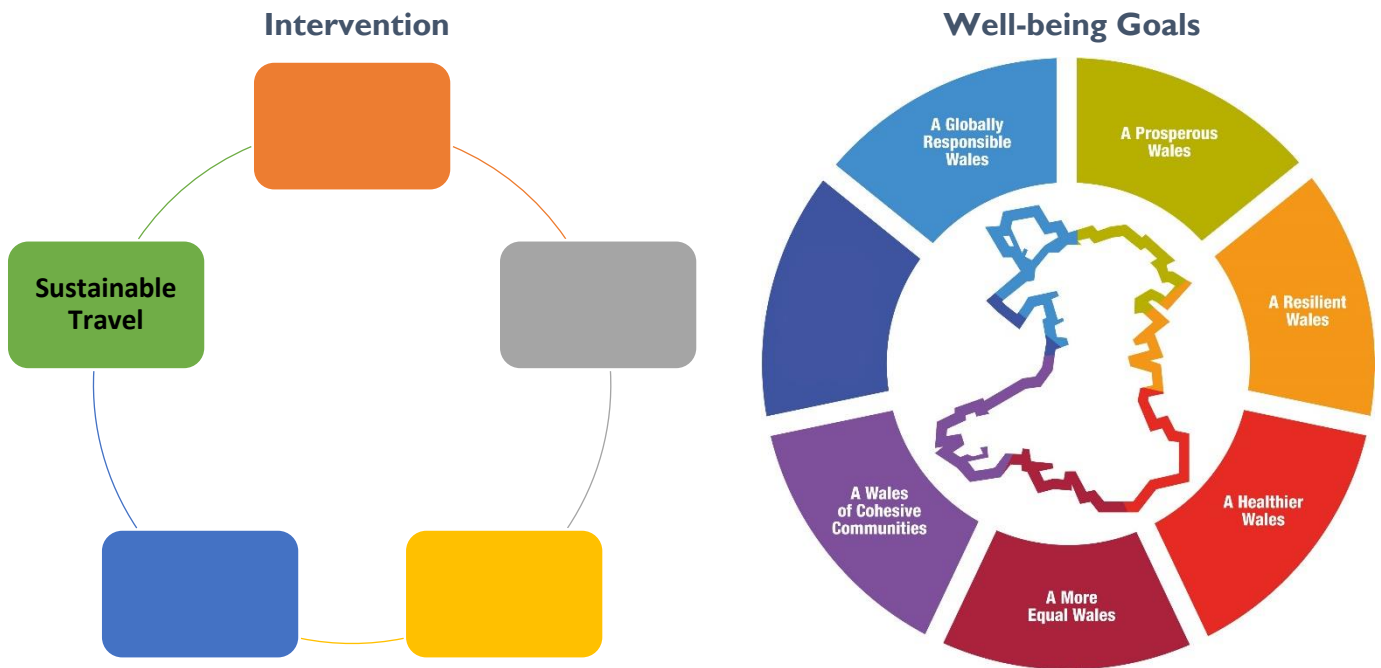 Intervention
Sustainable
Travel
Well-being Goals
A Globally
Responsible
Wales
A Prosperous
Wales
A Resilient
Wales
A Healthier
Wales
A More
Equal Wales
A Wales
of Cohesive
Communities